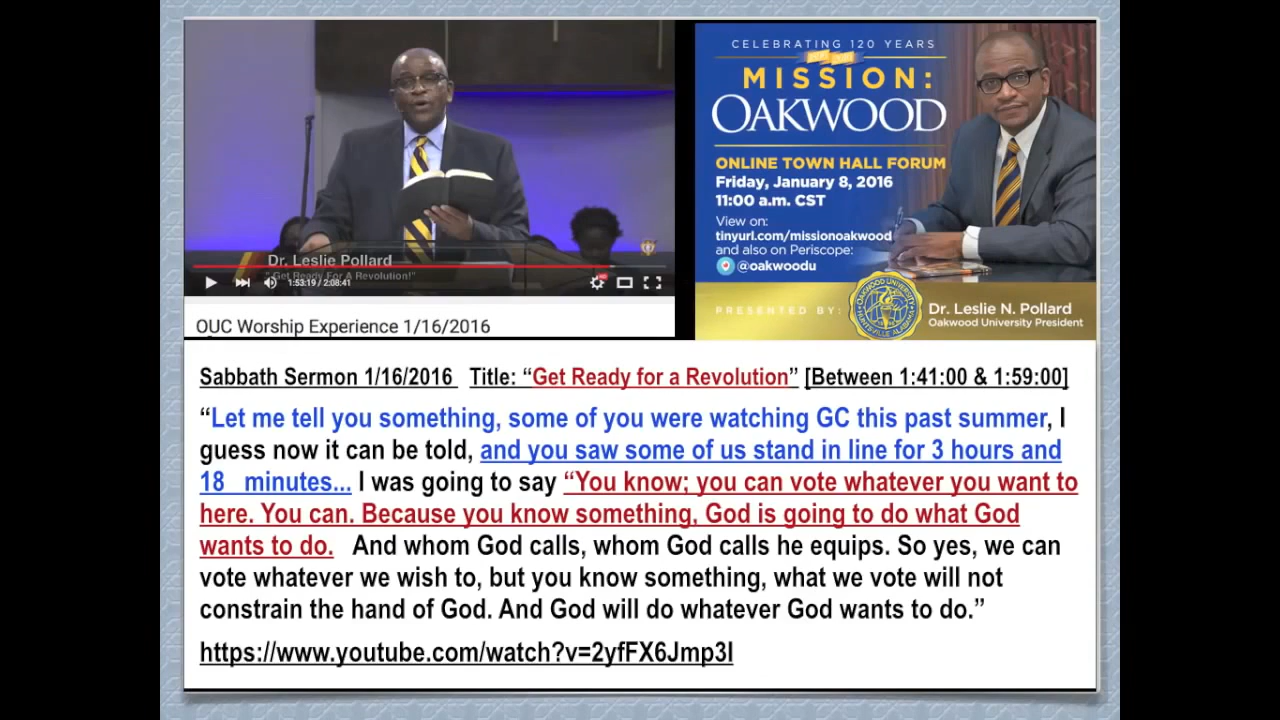 Dr. Leslie Pollard
"Get Ready For A Revolution!"
1:53:19 / 2:08:41
OUC Worship Experience 1/16/2016
CELEBRATING 120 YEARS
MISSION:
OAKWOOD
ONLINE TOWN HALL FORUM
Friday, January 8, 2016
11:00 a.m. CST
View on:
tinyurl.com/missionoakwood
and also on Periscope:
@oakwoodu
PRESENTED BY:
OAKWOOD UNIVERSITY
HUNTSVILLE ALABAMA
Dr. Leslie N. Pollard
Oakwood University President
Sabbath Sermon 1/16/2016 Title: “Get Ready for a Revolution” [Between 1:41:00 & 1:59:00]
“Let me tell you something, some of you were watching GC this past summer, I
guess now it can be told, and you saw some of us stand in line for 3 hours and
18 minutes... I was going to say “You know; you can vote whatever you want to
here. You can. Because you know something, God is going to do what God
wants to do. And whom God calls, whom God calls he equips. So yes, we can
vote whatever we wish to, but you know something, what we vote will not
constrain the hand of God. And God will do whatever God wants to do.”
https://www.youtube.com/watch?v=2yfFX6Jmp3I